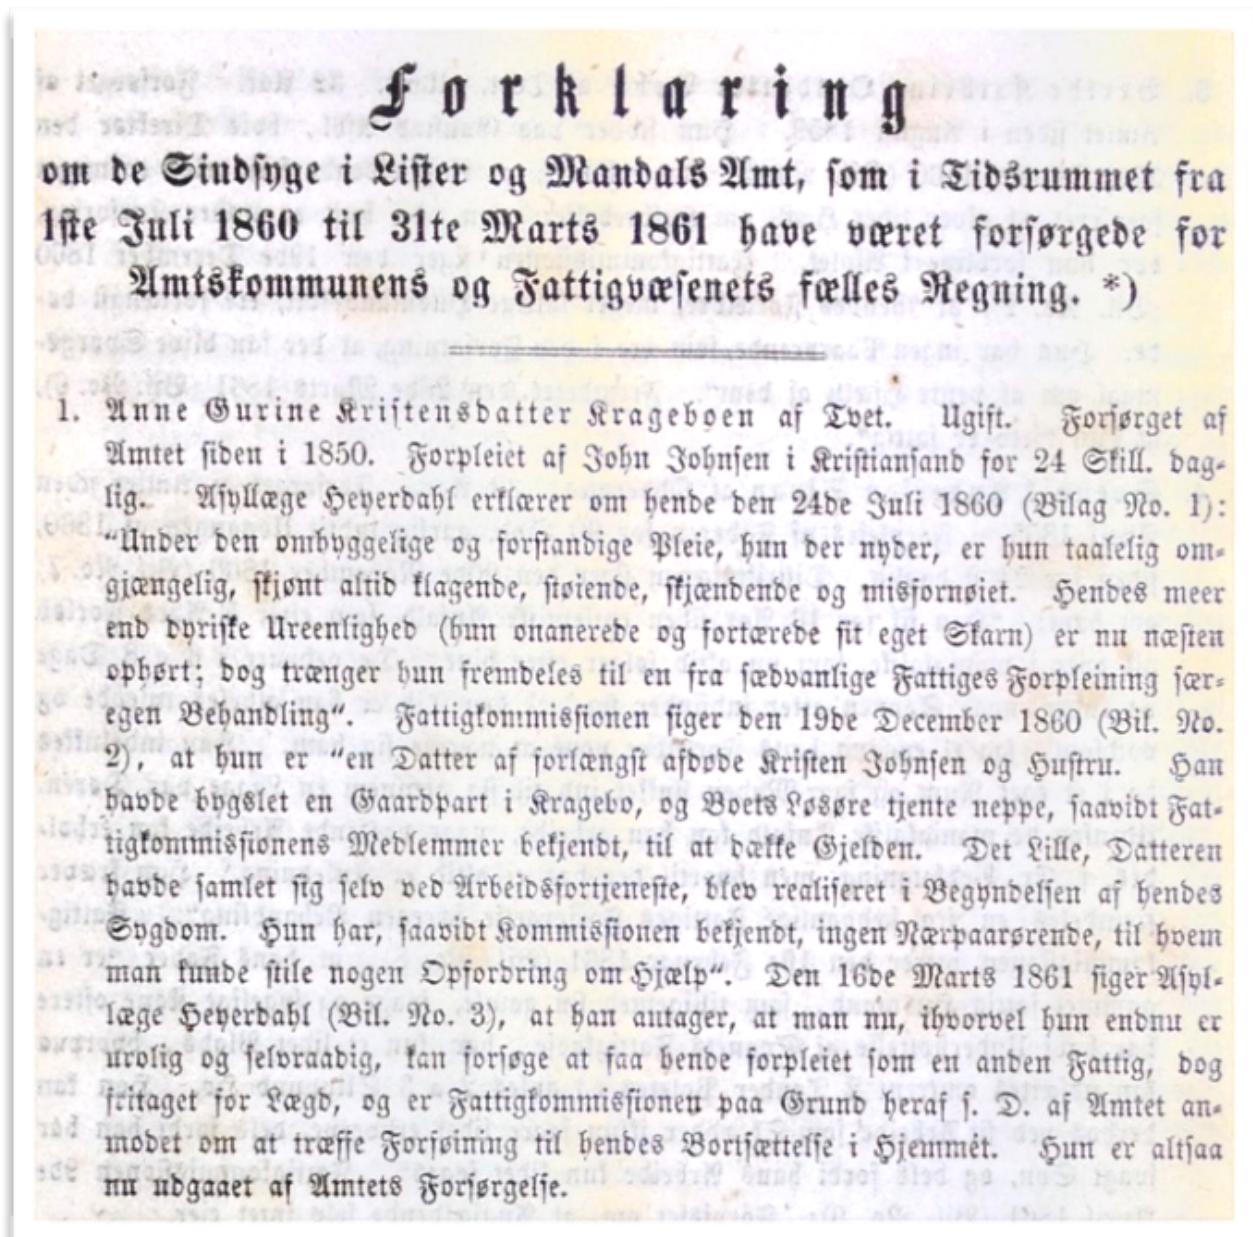 Forklaring
om de Sindsyge i Lister og Mandals Amt, som i Tidsrummet fra
1ste Juli 1860 til 31te Marts 1861 have været forsørgede for
Amtskommunens og Fattigvæsenets fælles Regning. *)
1. Anne Gurine Kristensdatter Krageboen af Tvet. Ugift. Forsørget af
Amtet siden i 1850. Forpleiet af John Johnsen i Kristiansand for 24 Skill. dag-
lig. Asyllæge Heyerdahl erklærer om hende den 24de Juli 1860 (Bilag No. 1):
"Under den omhyggelige og forstandige Pleie, hun der nyder, er hun taalelig om-
gjængelig, skjønt altid klagende, støiende, skjændende og misfornøiet. Hendes meer
end dyriske Ureenlighed (hun onanerede og fortærede sit eget Skarn) er nu næsten
ophørt; dog trænger hun fremdeles til en fra sædvanlige Fattiges Forpleining sær-
egen Behandling". Fattigkommissionen siger den 19de December 1860 (Bil. No.
2), at hun er "en Datter af forlængst afdøde Kristen Johnsen og Hustru. Han
havde bygslet en Gaardpart i Kragebo, og Boets Løsøre tjente neppe, saavidt Fat-
tigkommissionens Medlemmer bekjendt, til at dække Gjelden. Det Lille, Datteren
havde samlet sig selv ved Arbeidsfortjeneste, blev realiseret i Begyndelsen af hendes
Sygdom. Hun har, saavidt Kommissionen bekjendt, ingen Nærpaarørende, til hvem
man kunde stile nogen Opfordring om Hjælp". Den 16de Marts 1861 siger Asyl-
læge Heyerdahl (Bil. No. 3), at han antager, at man nu, ihvorvel hun endnu er
urolig og selvraadig, kan forsøge at faa hende forpleiet som en anden Fattig, dog
fritaget for Lægd, og er Fattigkommissionen paa Grund heraf s. D. af Amtet an-
modet om at træffe Forføining til hendes Bortsættelse i Hjemmet. Hun er altsaa
nu udgaaet af Amtets Forsørgelse.